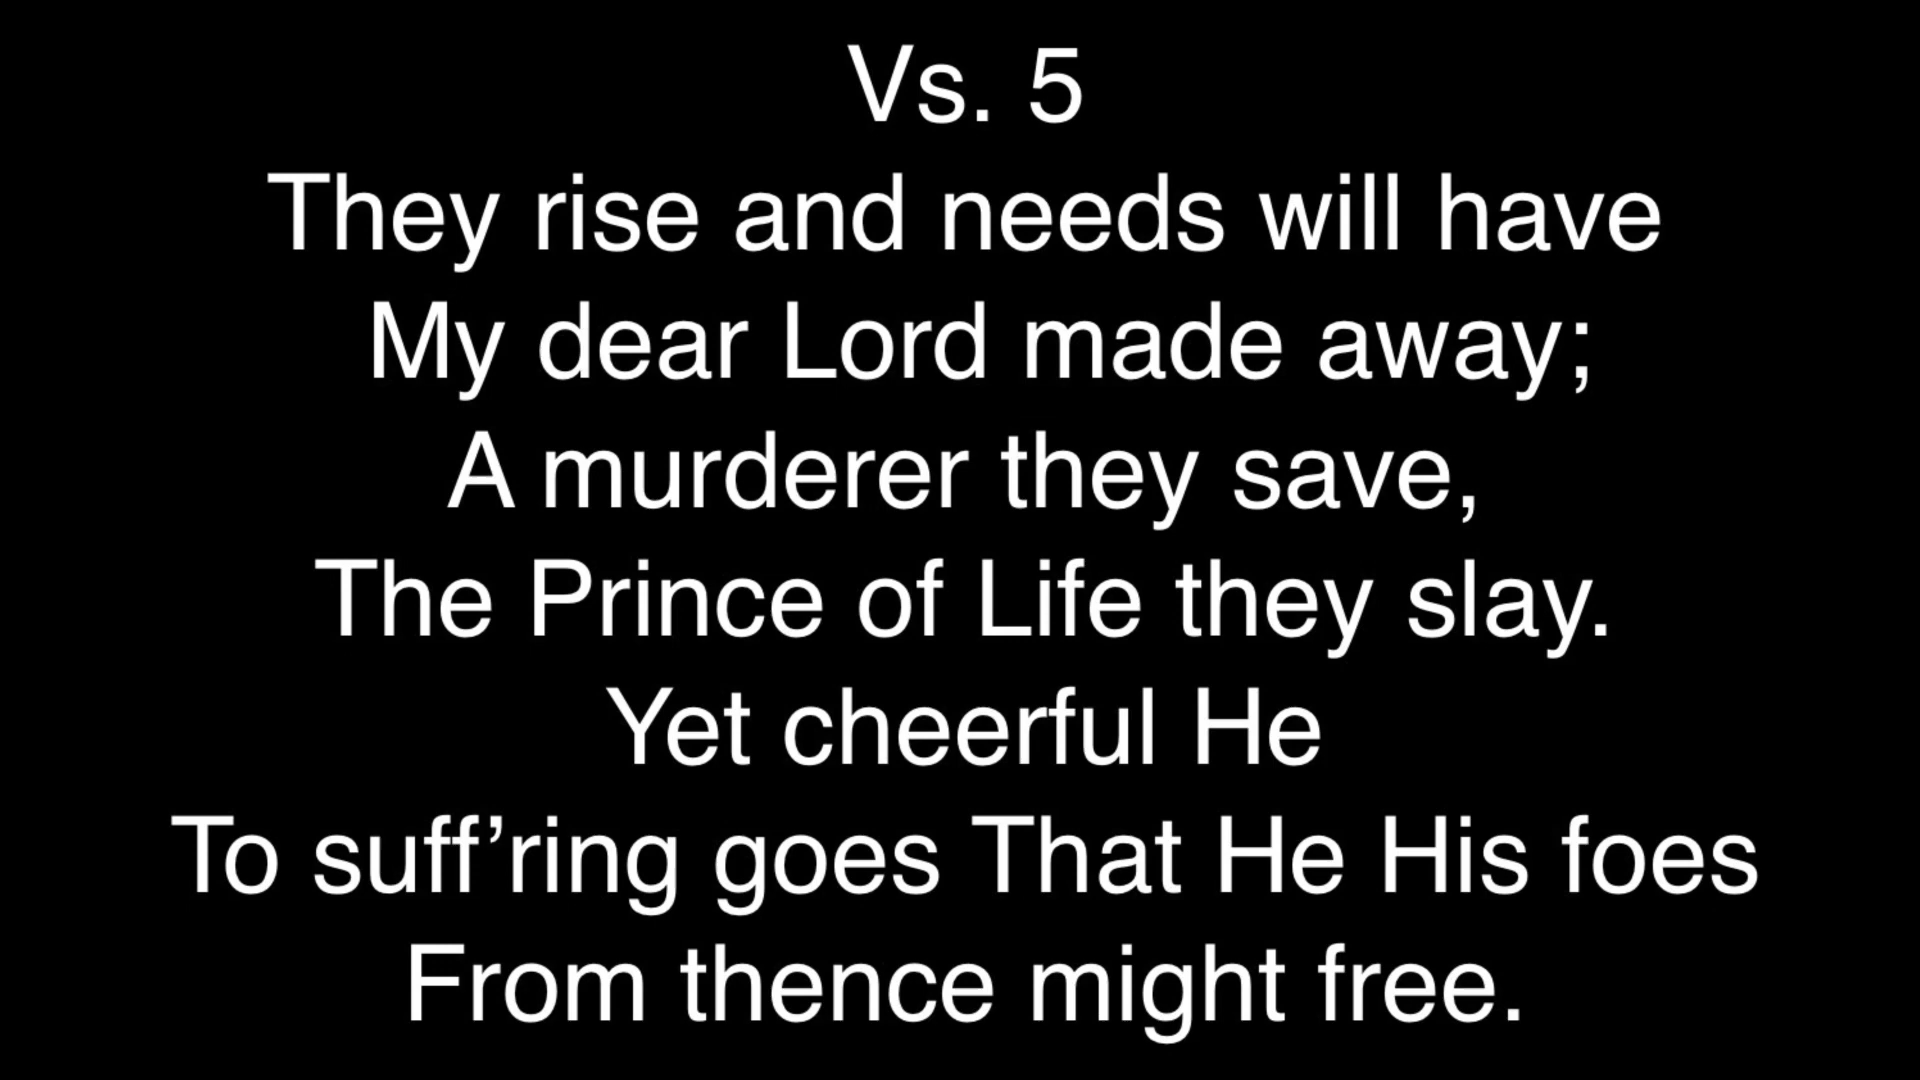 Vs. 5
They rise and needs will have
My dear Lord made away;
A murderer they save,
The Prince of Life they slay.
Yet cheerful He
To suff’ring goes That He His foes
From thence might free.